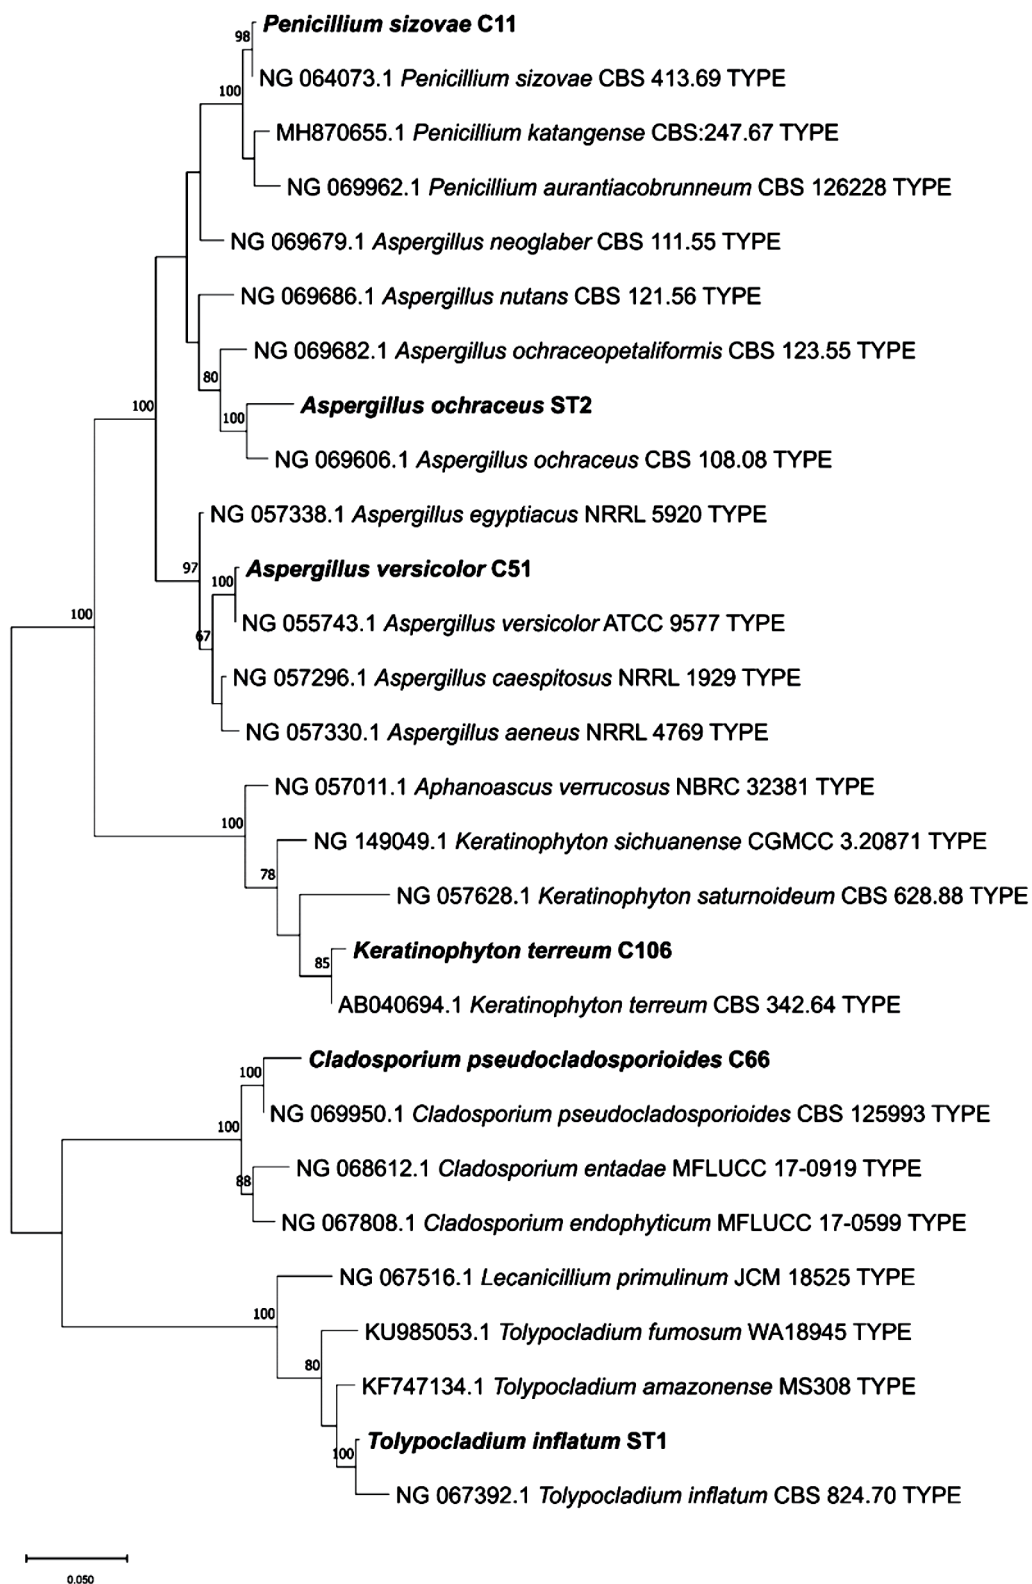 Penicillium sizovae C11
98
NG 064073.1 Penicillium sizovae CBS 413.69 TYPE
100
MH870655.1 Penicillium katangense CBS:247.67 TYPE
NG 069962.1 Penicillium aurantiacobrunneum CBS 126228 TYPE
NG 069679.1 Aspergillus neoglaber CBS 111.55 TYPE
NG 069686.1 Aspergillus nutans CBS 121.56 TYPE
NG 069682.1 Aspergillus ochraceopetaliformis CBS 123.55 TYPE
80
100
Aspergillus ochraceus ST2
100
NG 069606.1 Aspergillus ochraceus CBS 108.08 TYPE
NG 057338.1 Aspergillus egyptiacus NRRL 5920 TYPE
97
Aspergillus versicolor C51
100
100
NG 055743.1 Aspergillus versicolor ATCC 9577 TYPE
67
NG 057296.1 Aspergillus caespitosus NRRL 1929 TYPE
NG 057330.1 Aspergillus aeneus NRRL 4769 TYPE
NG 057011.1 Aphanoascus verrucosus NBRC 32381 TYPE
100
NG 149049.1 Keratinophyton sichuanense CGMCC 3.20871 TYPE
78
NG 057628.1 Keratinophyton saturnoideum CBS 628.88 TYPE
Keratinophyton terreum C106
85
AB040694.1 Keratinophyton terreum CBS 342.64 TYPE
Cladosporium pseudocladosporioides C66
100
NG 069950.1 Cladosporium pseudocladosporioides CBS 125993 TYPE
100
NG 068612.1 Cladosporium entadae MFLUCC 17-0919 TYPE
88
NG 067808.1 Cladosporium endophyticum MFLUCC 17-0599 TYPE
NG 067516.1 Lecanicillium primulinum JCM 18525 TYPE
100
KU985053.1 Tolypocladium fumosum WA18945 TYPE
80
KF747134.1 Tolypocladium amazonense MS308 TYPE
Tolypocladium inflatum ST1
100
NG 067392.1 Tolypocladium inflatum CBS 824.70 TYPE
0.050